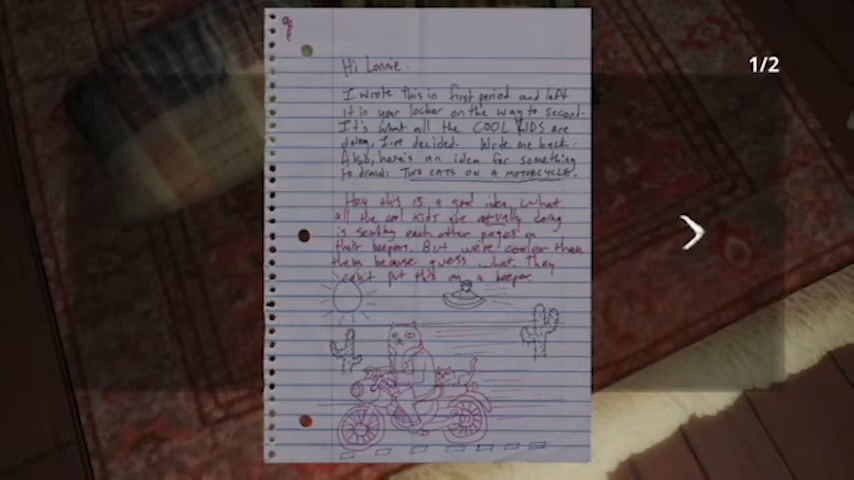 1/2
Hi Lonnie.
I wrote this in first period and left
it in your locker on the way to second.
It's what all the COOL KIDS are
doing, I've decided. Write me back.
Also, here's an idea for something
to draw: TWO CATS ON A MOTORCYCLE.
Hey this is a good idea. What
all the cool kids are actually doing
is sending each other pages on
their beepers. But we're cooler than
them because guess what. They
can't put this on a beeper.